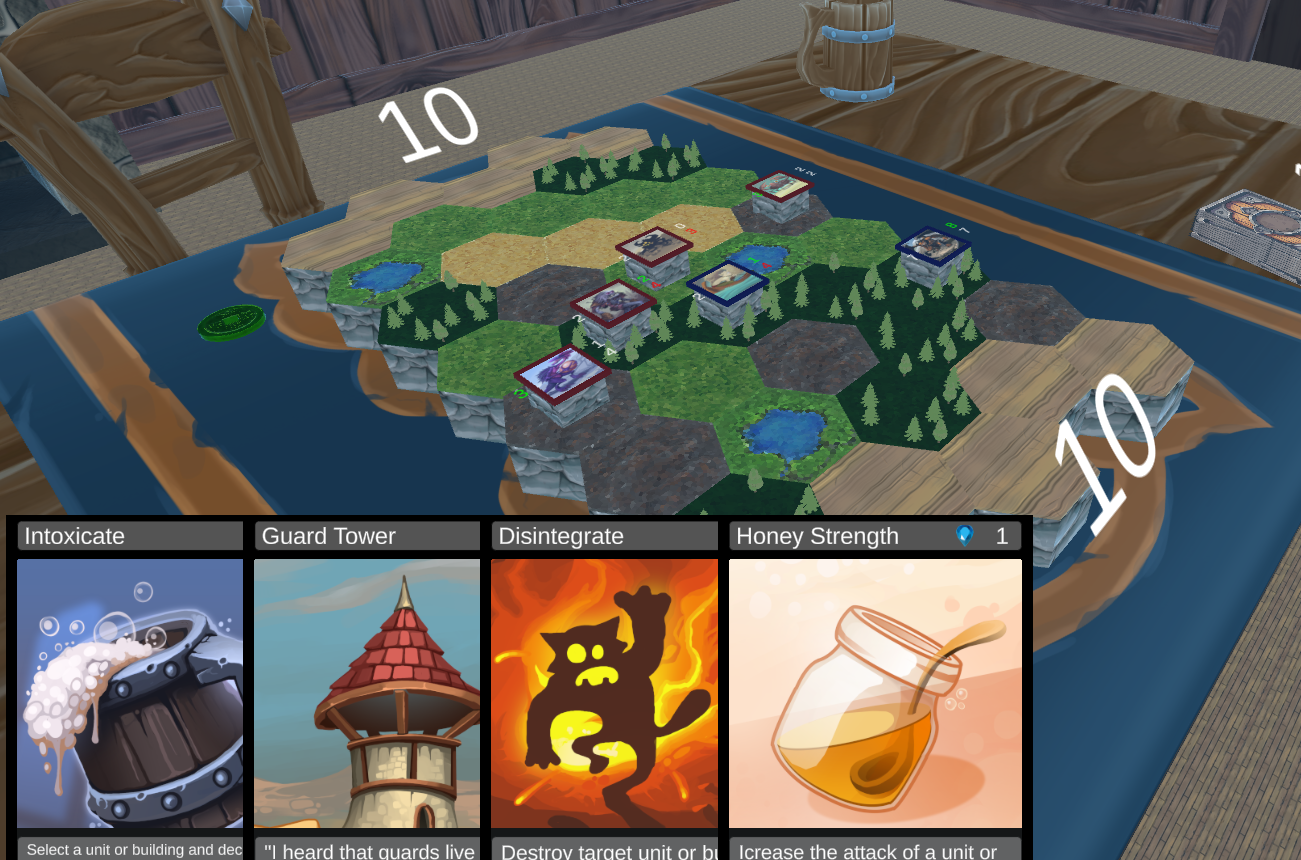 10
10
Intoxicate
Guard Tower
Disintegrate
Honey Strength 1
Select a unit or building and dec
"I heard that guards live
Destroy target unit or bu
Icrease the attack of a unit or